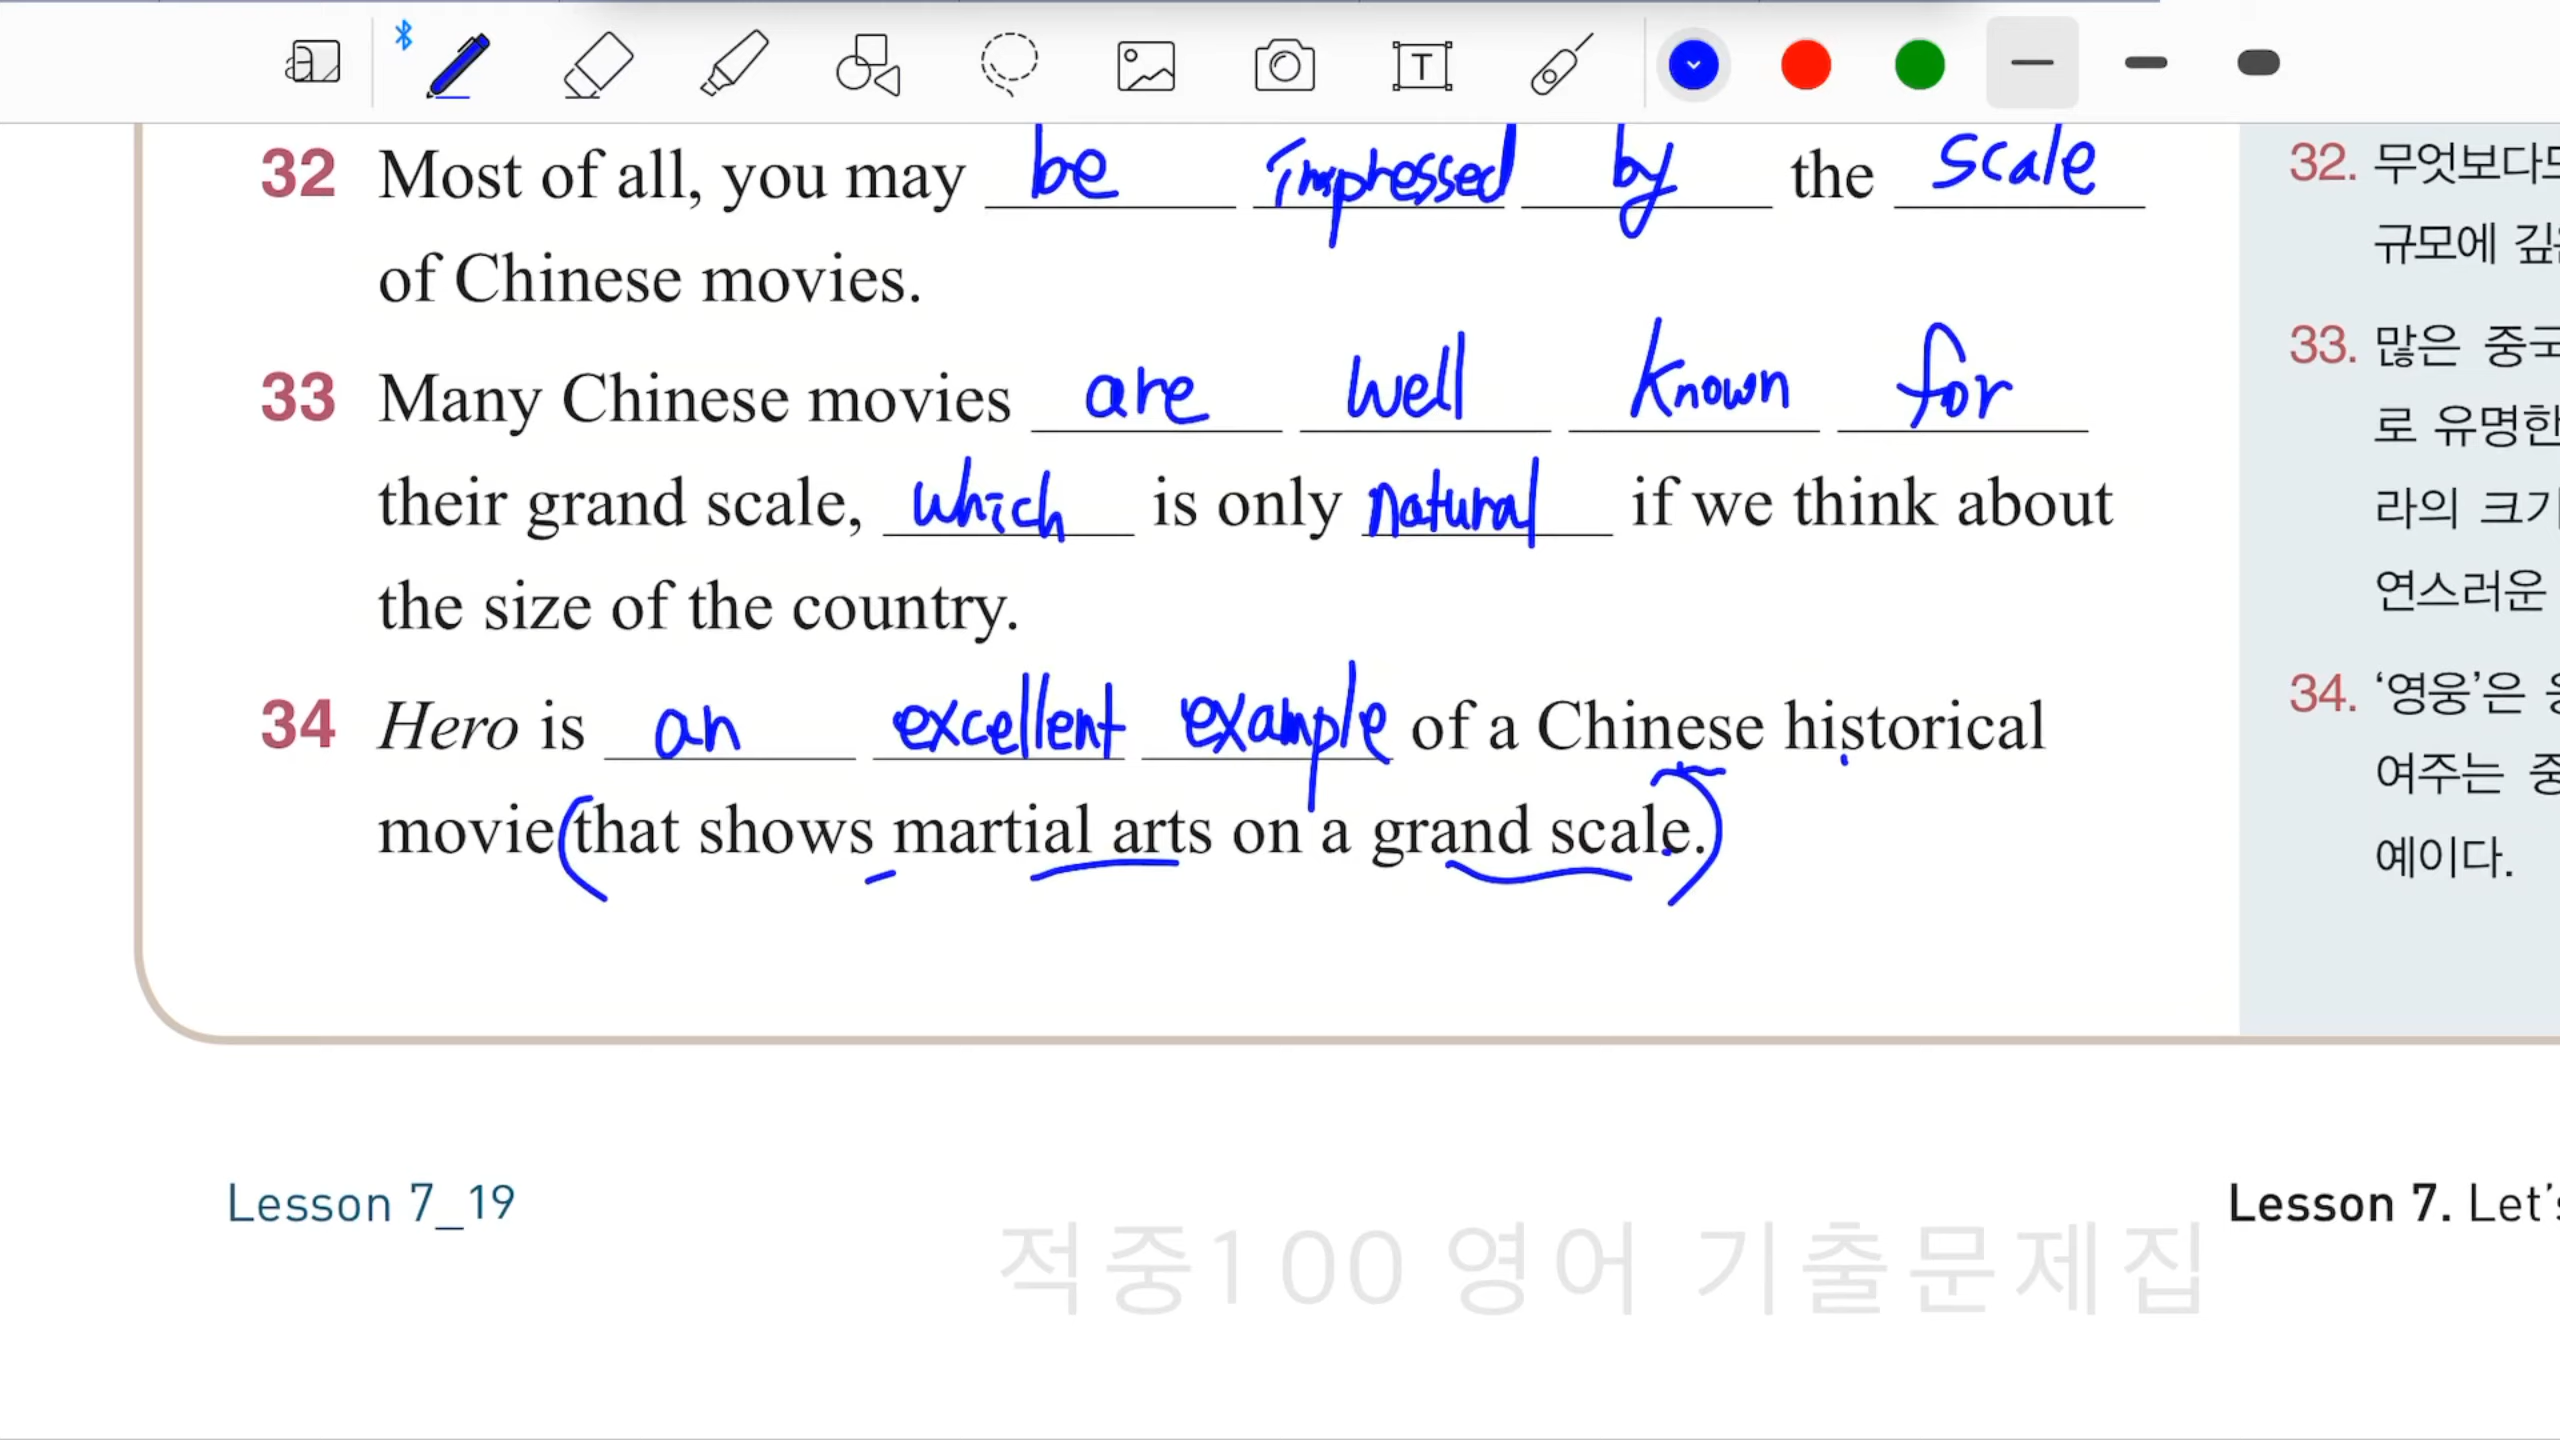 32 Most of all, you may be impressed by the scale
of Chinese movies.
33 Many Chinese movies are well known for
their grand scale, which is only natural if we think about
the size of the country.
34 Hero is an excellent example of a Chinese historical
movie (that shows martial arts on a grand scale.)
32. 무엇보다도
규모에
33. 많은 중국
로 유명한
라의 크기
연스러운
34. ‘영웅’은
여주는 중
예이다.
Lesson 7_19
Lesson 7. Let's
적중100 영어 기출문제집